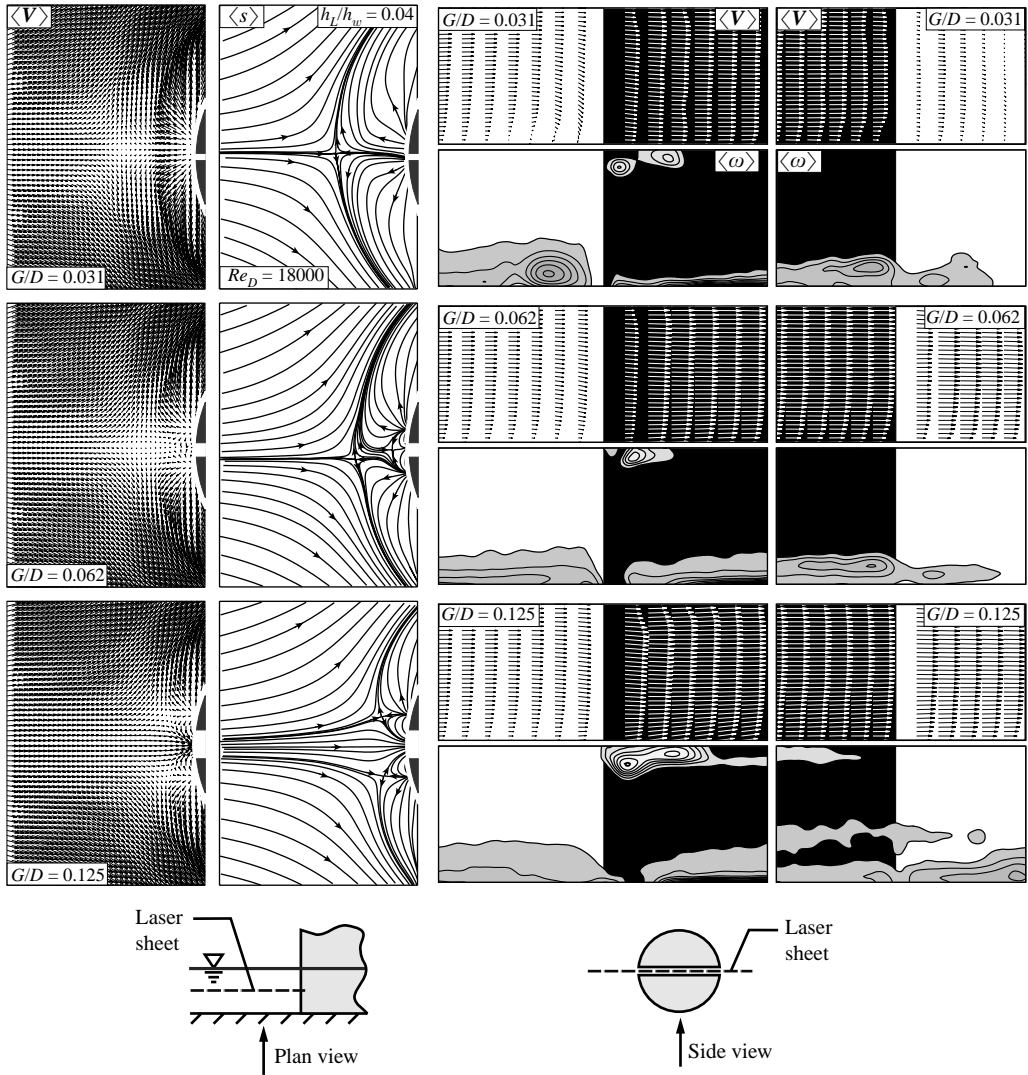 ⟨V⟩
⟨s⟩
h_L/h_w = 0.04
G/D = 0.031
⟨V⟩
⟨V⟩
G/D = 0.031
⟨ω⟩
⟨ω⟩
G/D = 0.031
Re_D = 18000
G/D = 0.062
G/D = 0.062
G/D = 0.062
G/D = 0.125
G/D = 0.125
G/D = 0.125
Laser
sheet
Plan view
Laser
sheet
Side view